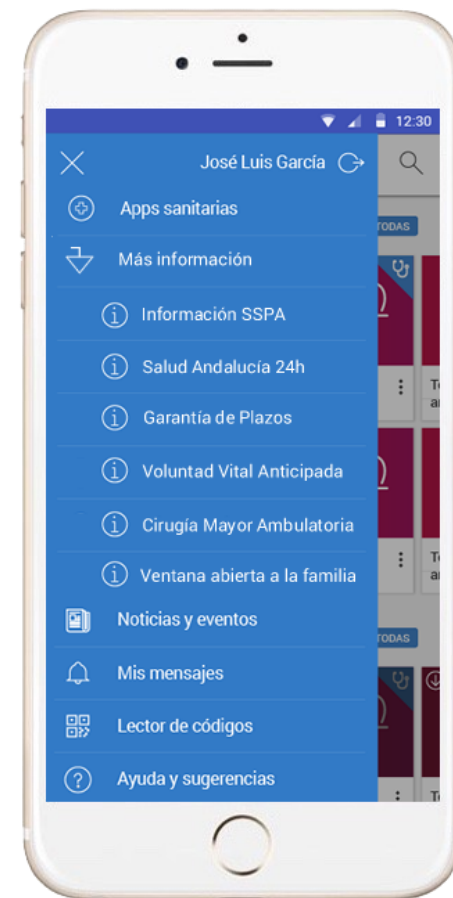 12:30
José Luis García
Apps sanitarias
TODAS
Más información
Información SSPA
Salud Andalucía 24h
Garantía de Plazos
Voluntad Vital Anticipada
Cirugía Mayor Ambulatoria
Ventana abierta a la familia
Noticias y eventos
TODAS
Mis mensajes
Lector de códigos
Ayuda y sugerencias